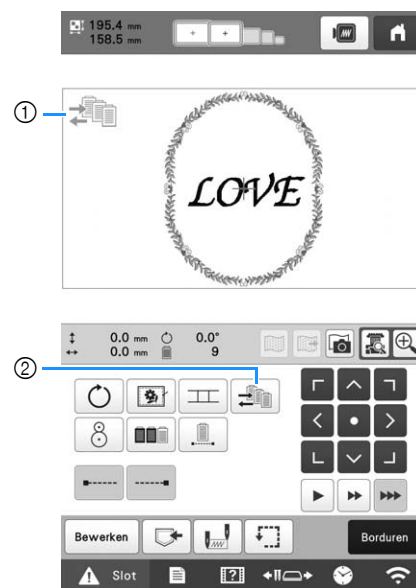 195.4 mm
158.5 mm
①
LOVE
0.0 mm 0.0°
0.0 mm 9
②
Bewerken Borduren
Slot